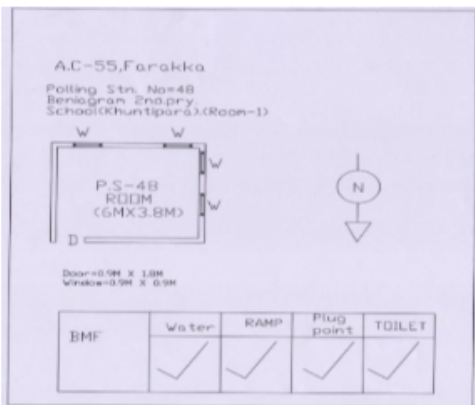 A.C-55,Farakka
Polling Stn. No=48
Beniagram 2nd.pry.
School(Khuntipara).(Room-1)
W W
W
P.S-48
ROOM
(6MX3.8M)
W
N
D
Door=0.9M X 1.8M
Window=0.9M X 0.9M
BMF Water RAMP Plug point TOILET